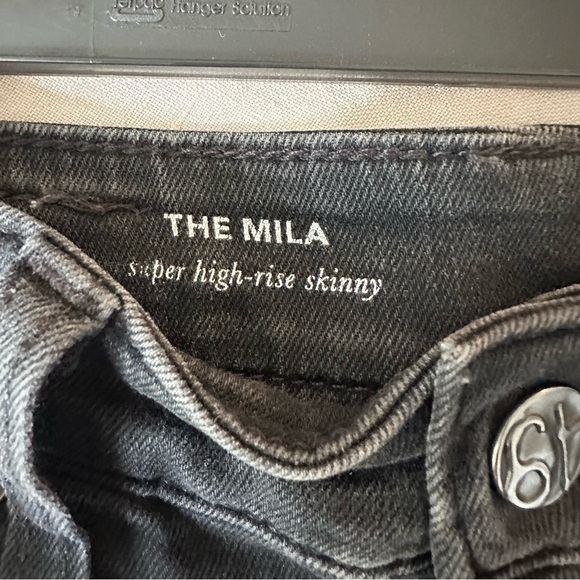 Hanger Solution
THE MILA
super high-rise skinny